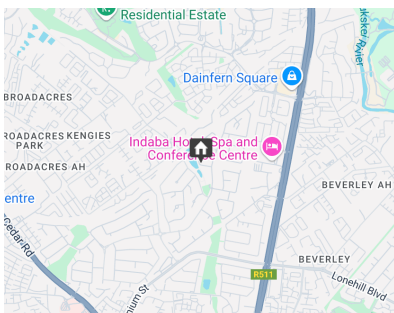 Residential Estate
Dainfern Square
BROADACRES
ROADACRES KENGIES
PARK
Indaba Hotel Spa and
Conference Centre
ROADACRES AH
BEVERLEY AH
entre
Cedar Rd
BEVERLEY
R511
Lonehill Blvd
nium St